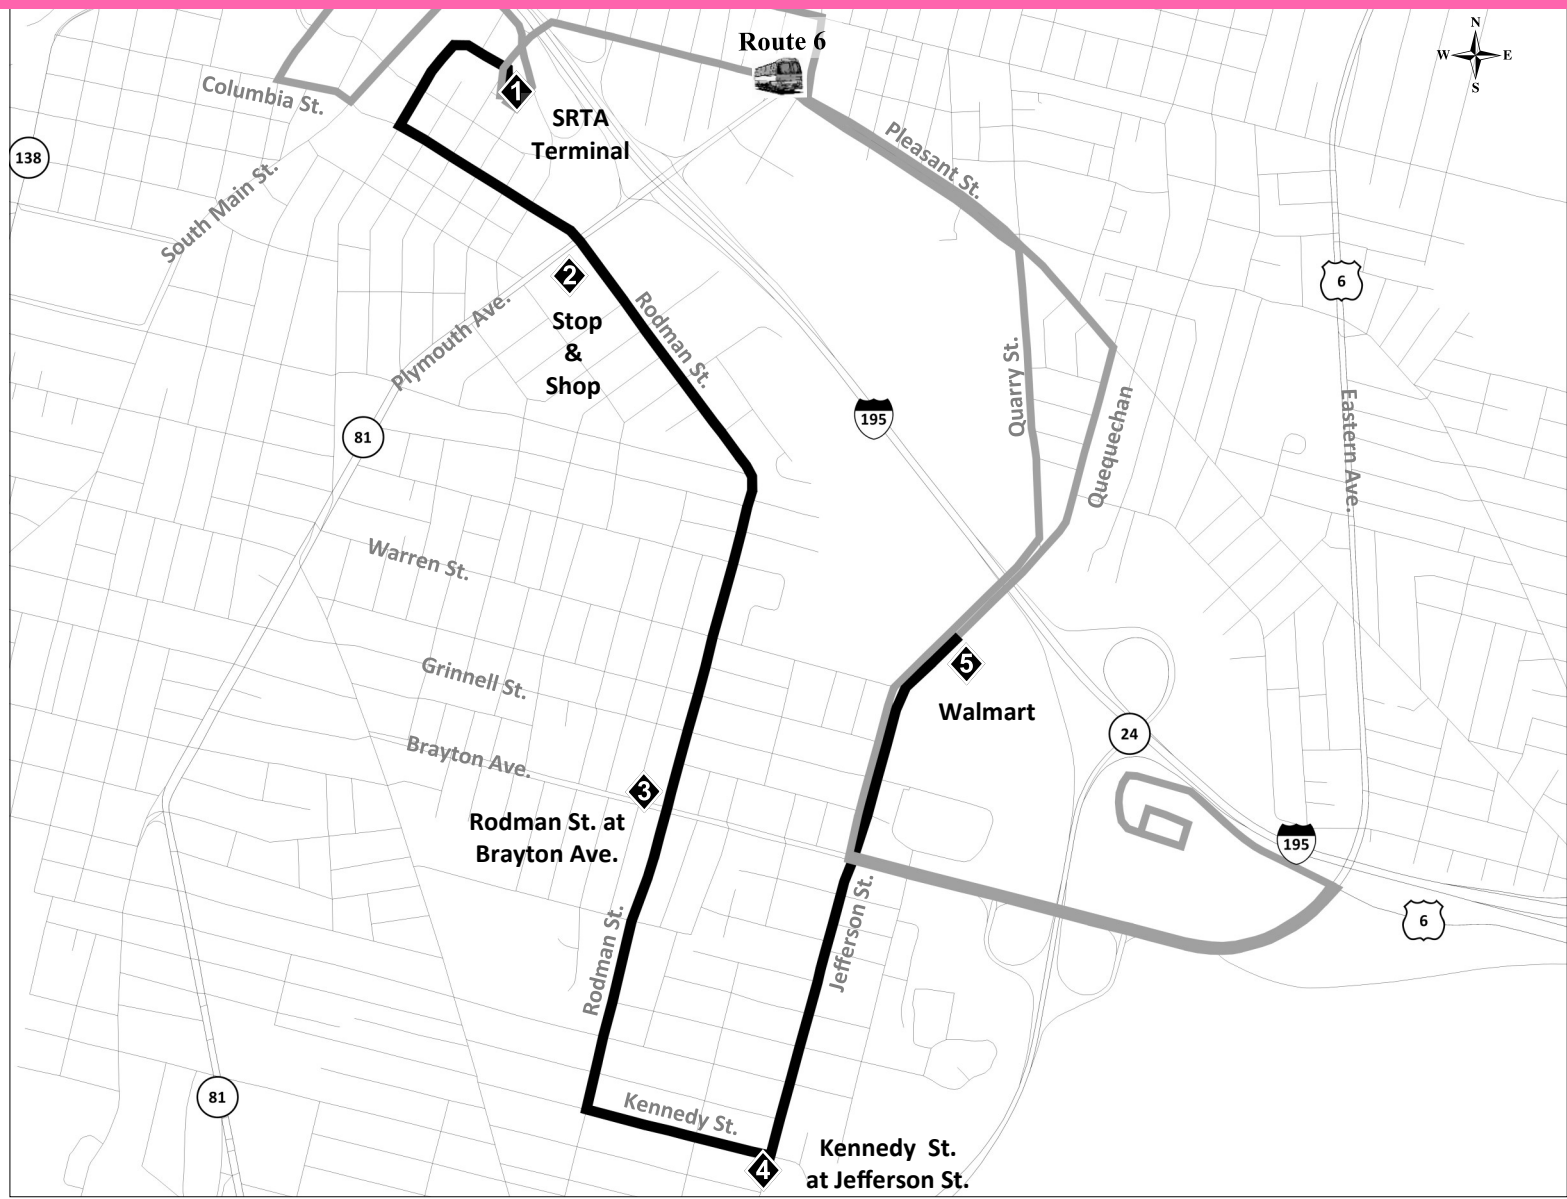 N
Route 6
W E
S
Columbia St.
1
SRTA
Terminal
138
Pleasant St.
South Main St.
2
6
Stop
&
Shop
Rodman St.
Plymouth Ave.
Quarry St.
Quequechan
Eastern Ave.
195
81
Warren St.
Grinnell St.
5
Walmart
Brayton Ave.
24
3
Rodman St. at
Brayton Ave.
195
6
Jefferson St.
Rodman St.
81
Kennedy St.
4
Kennedy St.
at Jefferson St.